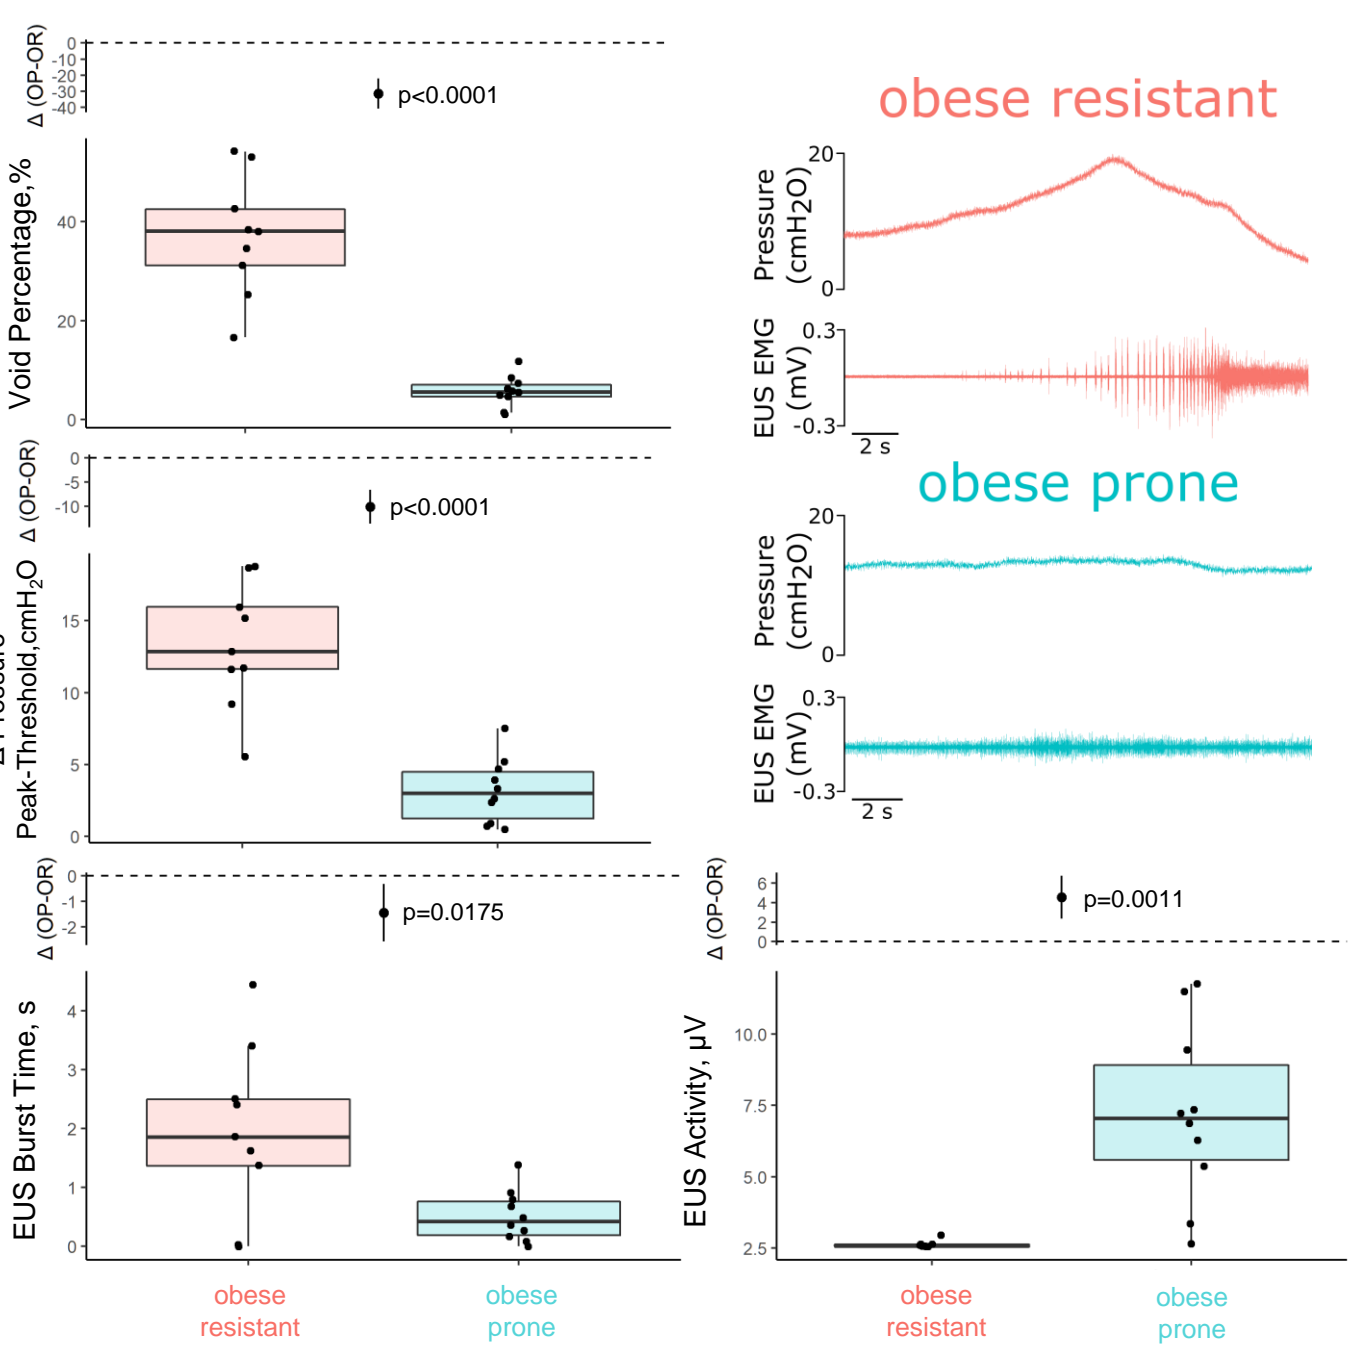 Δ (OP-OR)
0
-10
-20
-30
-40
p<0.0001
Void Percentage,%
40
20
0
Δ (OP-OR)
0
-5
-10
p<0.0001
Peak-Threshold,cmH2O
15
10
5
0
Δ (OP-OR)
0
-1
-2
p=0.0175
EUS Burst Time, s
4
3
2
1
0
obese
resistant
obese
prone
obese resistant
Pressure
(cmH2O)
20
0
EUS EMG
(mV)
0.3
-0.3
2 s
obese prone
Pressure
(cmH2O)
20
0
EUS EMG
(mV)
0.3
-0.3
2 s
Δ (OP-OR)
6
4
2
0
p=0.0011
EUS Activity, µV
10.0
7.5
5.0
2.5
obese
resistant
obese
prone